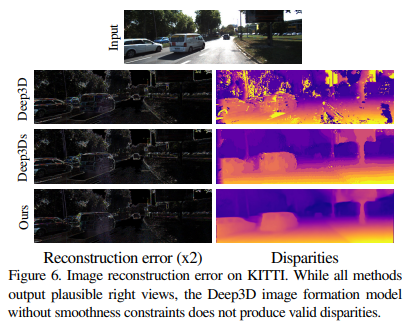 Input
Deep3D
Deep3Ds
Ours
Reconstruction error (x2) Disparities
Figure 6. Image reconstruction error on KITTI. While all methods
output plausible right views, the Deep3D image formation model
without smoothness constraints does not produce valid disparities.